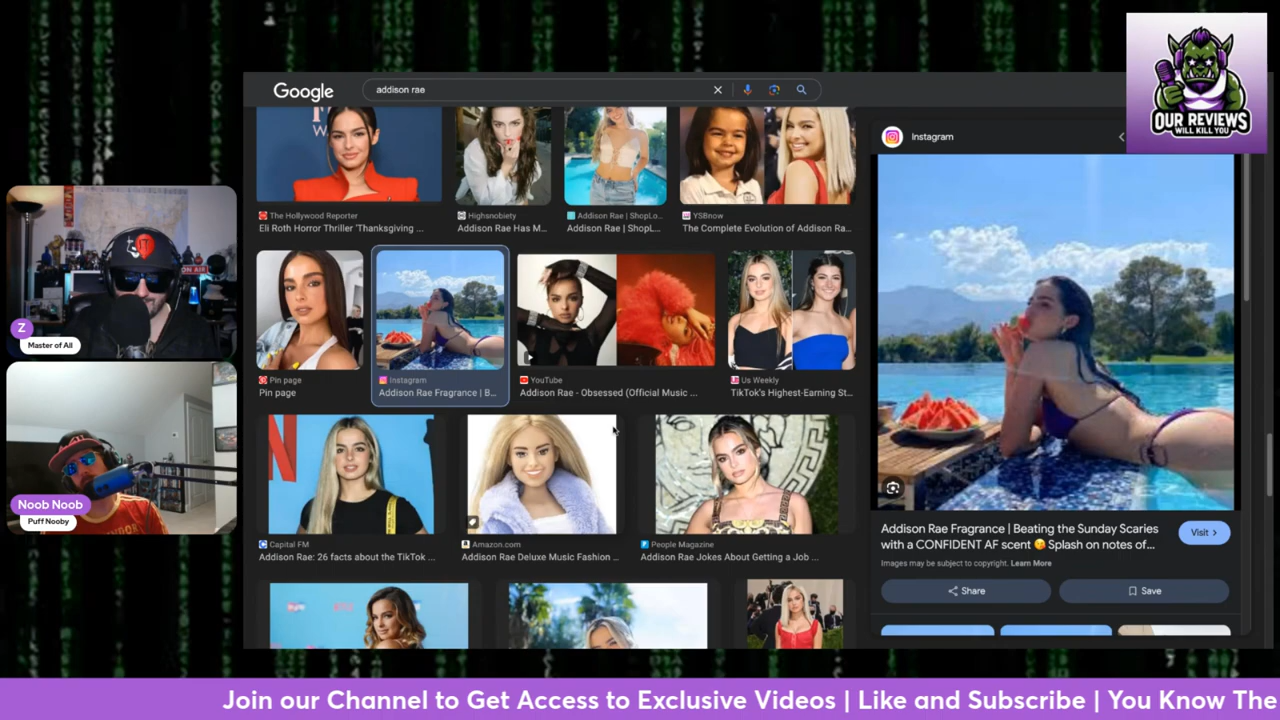 Google
addison rae
OUR REVIEWS
WILL KILL YOU
Instagram
The Hollywood Reporter
Eli Roth Horror Thriller 'Thanksgiving ...
Highsnobiety
Addison Rae Has M...
Addison Rae | ShopLo...
Addison Rae | ShopL...
YSBnow
The Complete Evolution of Addison Ra...
ON AIR
Z
Master of All
Pin page
Pin page
Instagram
Addison Rae Fragrance | B...
YouTube
Addison Rae - Obsessed (Official Music ...
Us Weekly
TikTok's Highest-Earning St...
Noob Noob
Puff Nooby
Capital FM
Addison Rae: 26 facts about the TikTok ...
Amazon.com
Addison Rae Deluxe Music Fashion ...
People Magazine
Addison Rae Jokes About Getting a Job ...
Addison Rae Fragrance | Beating the Sunday Scaries
with a CONFIDENT AF scent 😋 Splash on notes of...
Visit >
Images may be subject to copyright. Learn More
Share
Save
Join our Channel to Get Access to Exclusive Videos | Like and Subscribe | You Know The